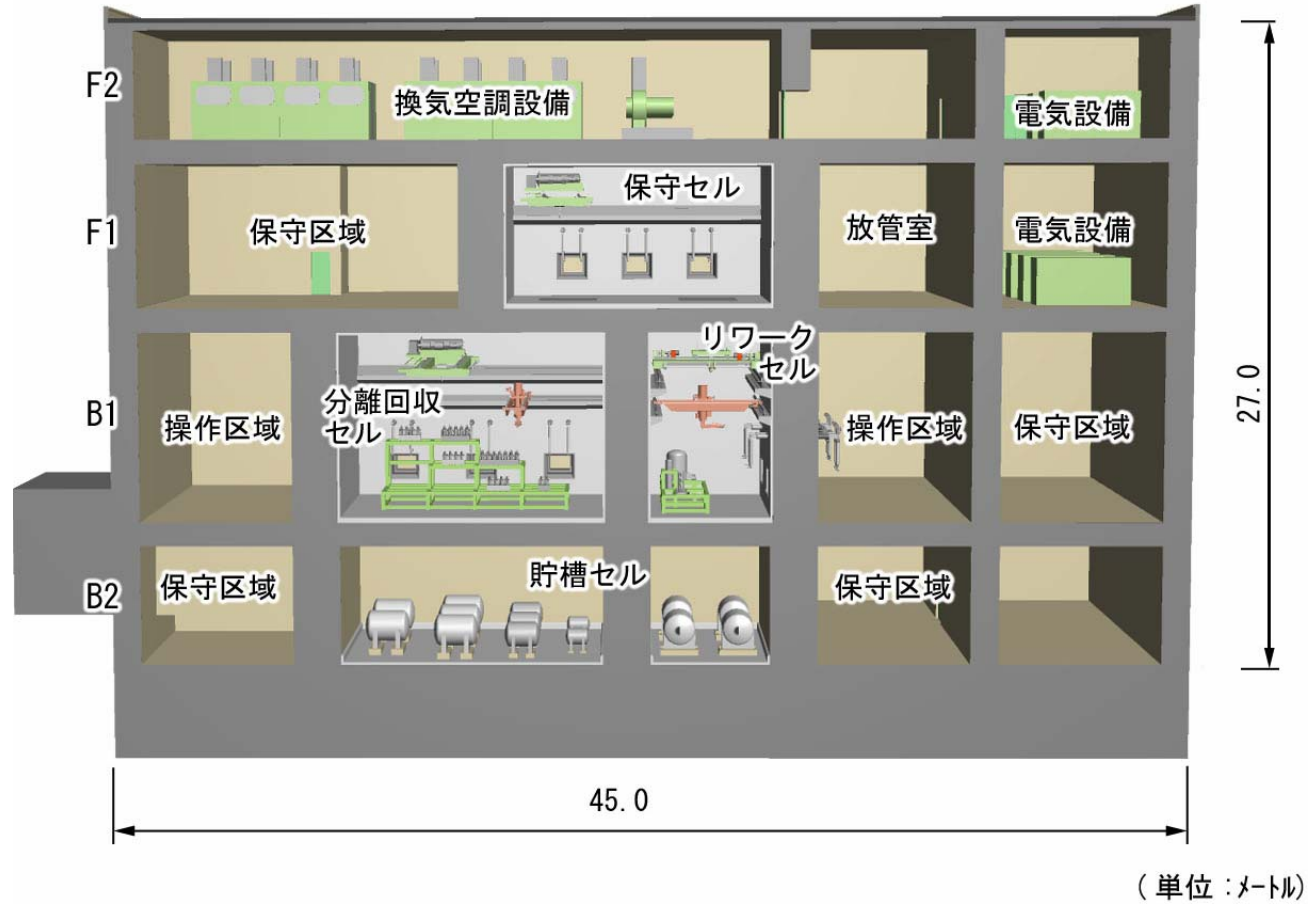 F2
換気空調設備
電気設備
F1
保守区域
保守セル
放管室
電気設備
B1
操作区域
分離回収
セル
リワーク
セル
操作区域
保守区域
B2
保守区域
貯槽セル
保守区域
27.0
45.0
(単位:メートル)